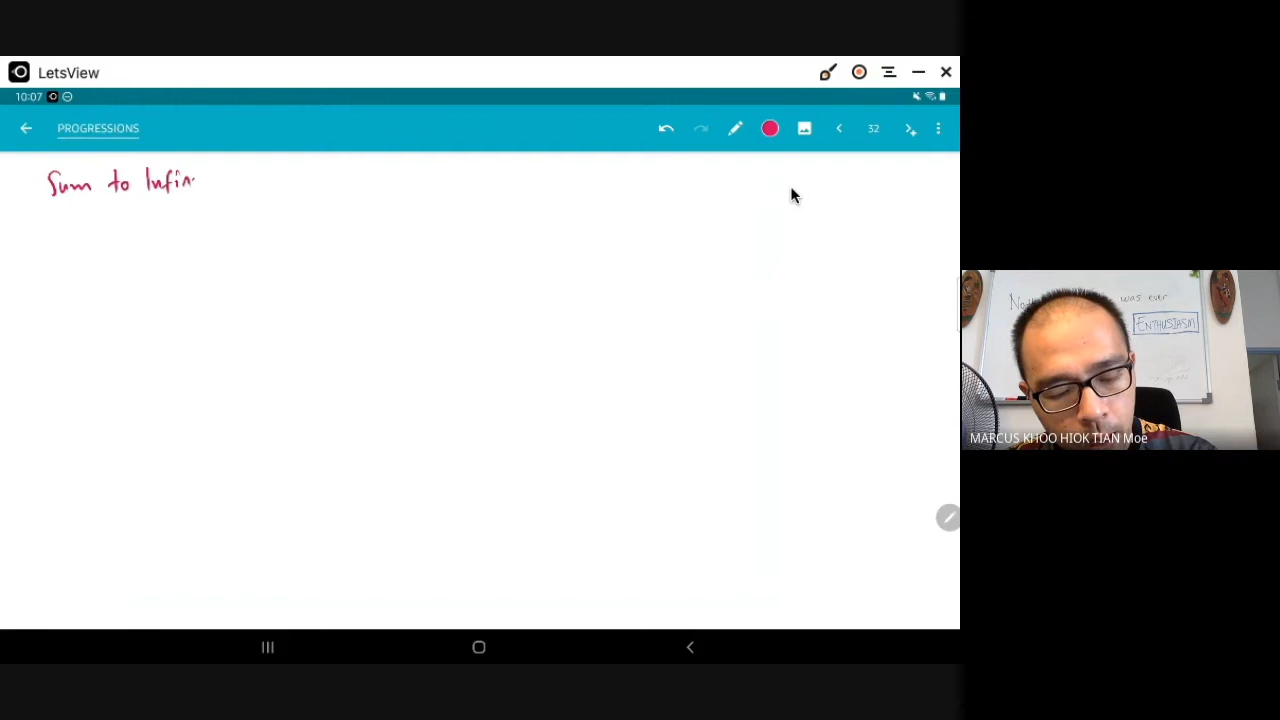 LetsView
10:07
PROGRESSIONS
32
Sum to Infin
was ever
ENTHUSIASM
MARCUS KHOO HIOK TIAN Moe